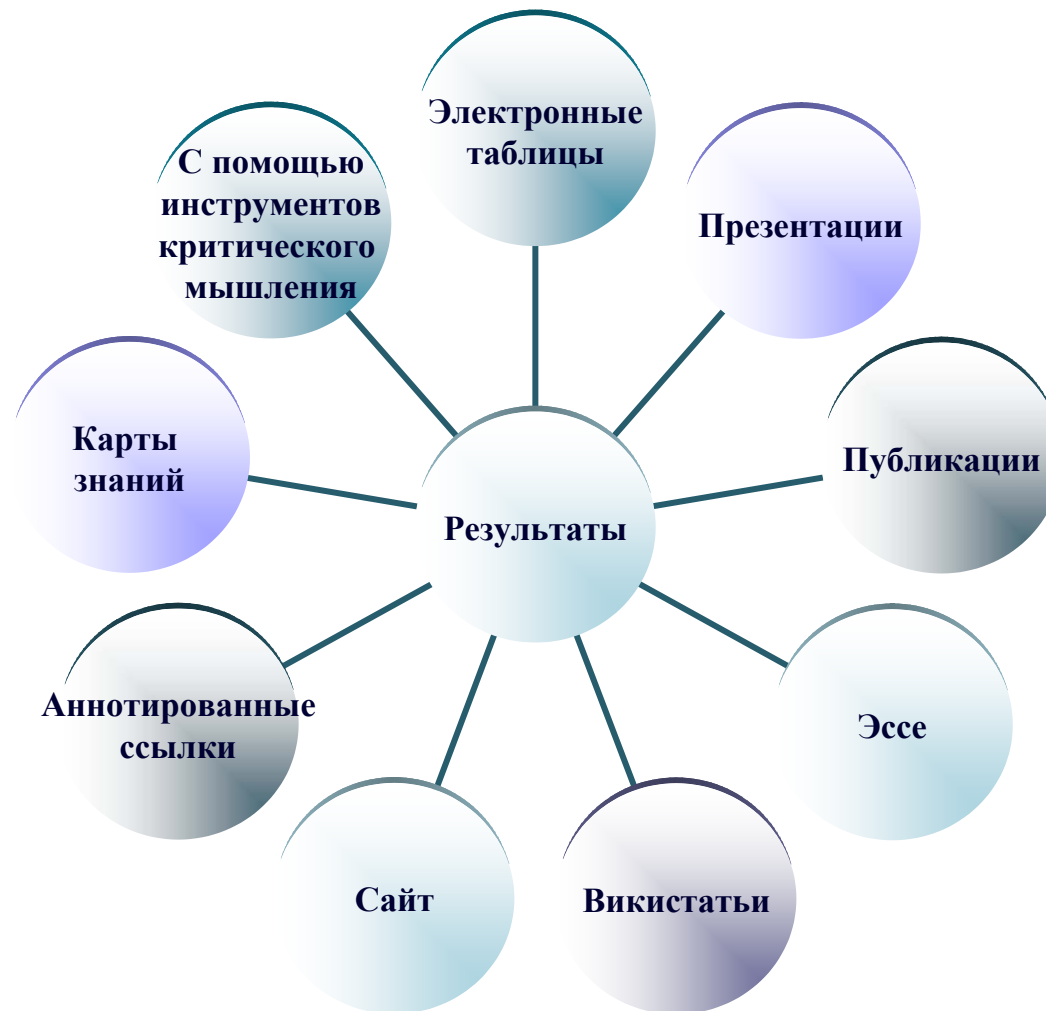 Электронные
таблицы
Презентации
Публикации
Эссе
Викистатьи
Сайт
Аннотированные
ссылки
Карты
знаний
С помощью
инструментов
критического
мышления
Результаты